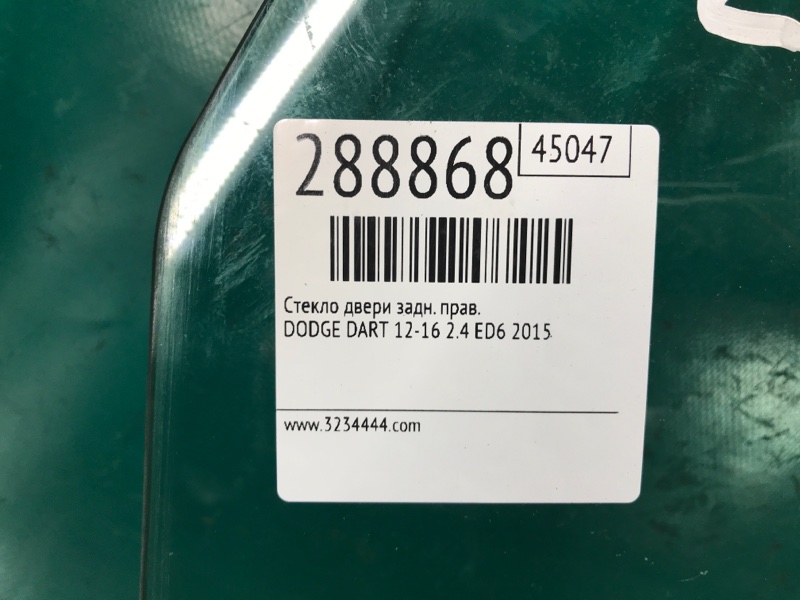 288868
45047
Стекло двери задн. прав.
DODGE DART 12-16 2.4 ED6 2015
www.3234444.com